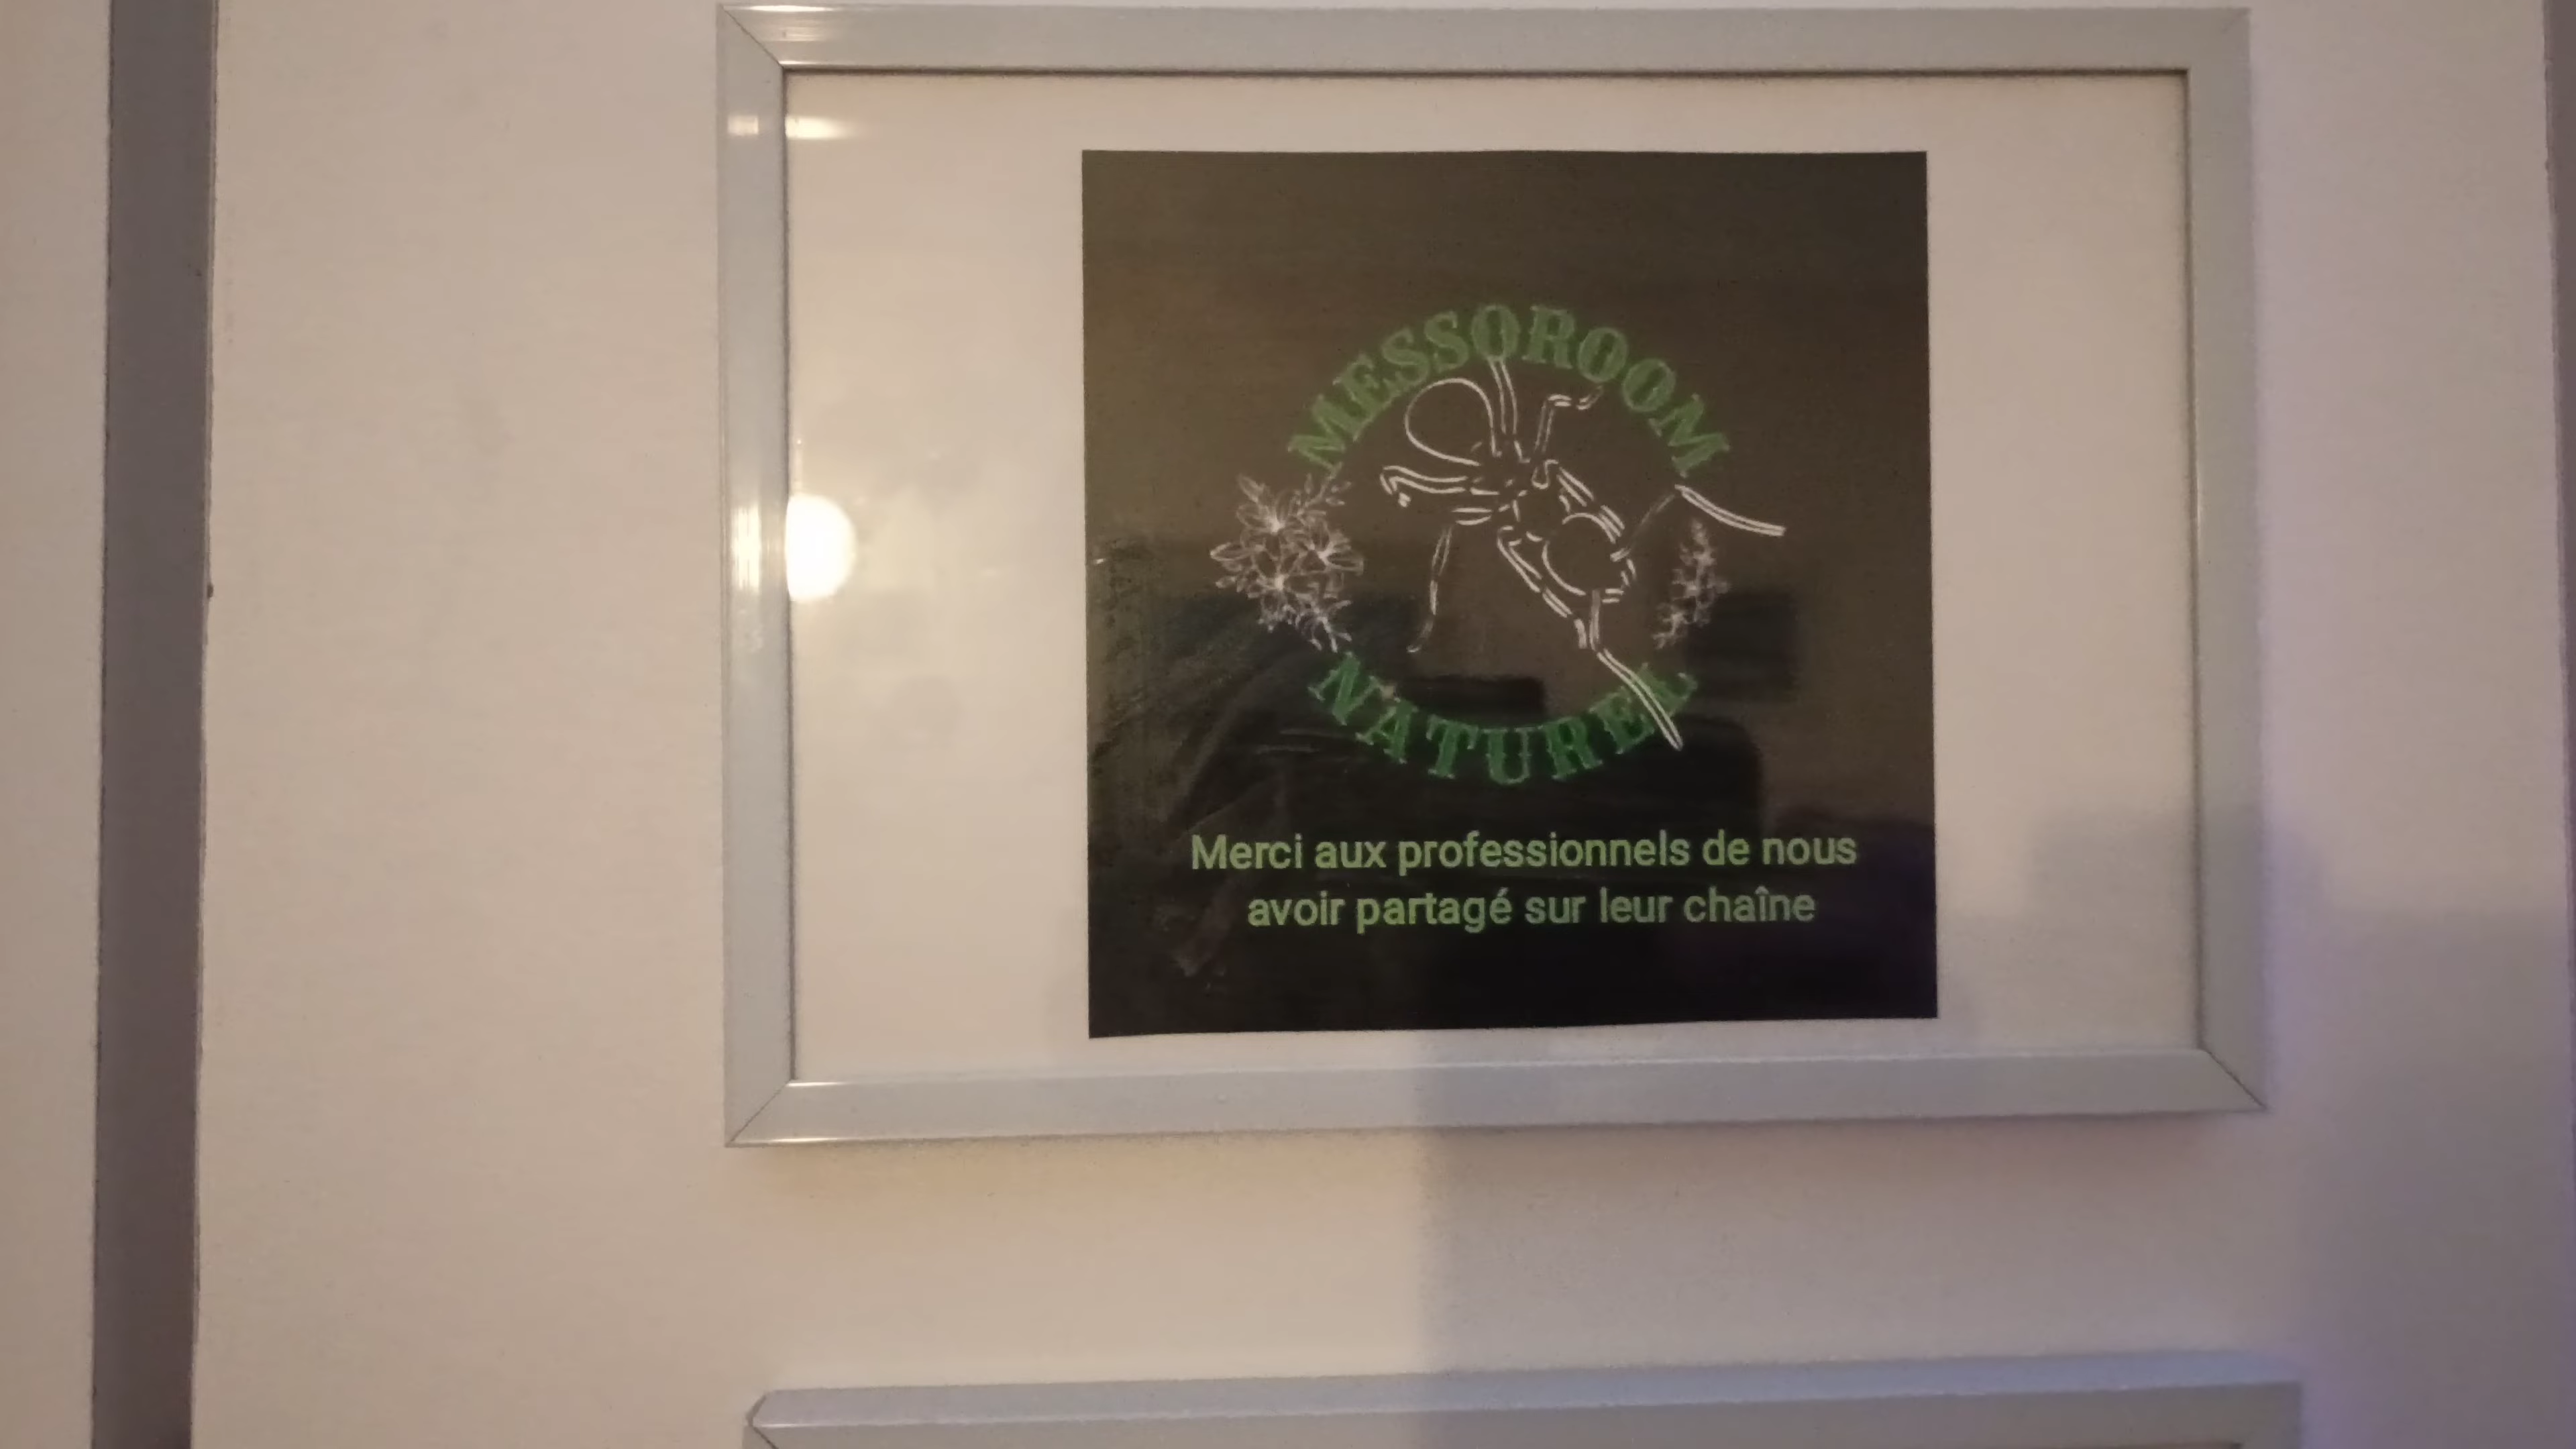 MESSOROOM
NATUREL
Merci aux professionnels de nous
avoir partagé sur leur chaîne